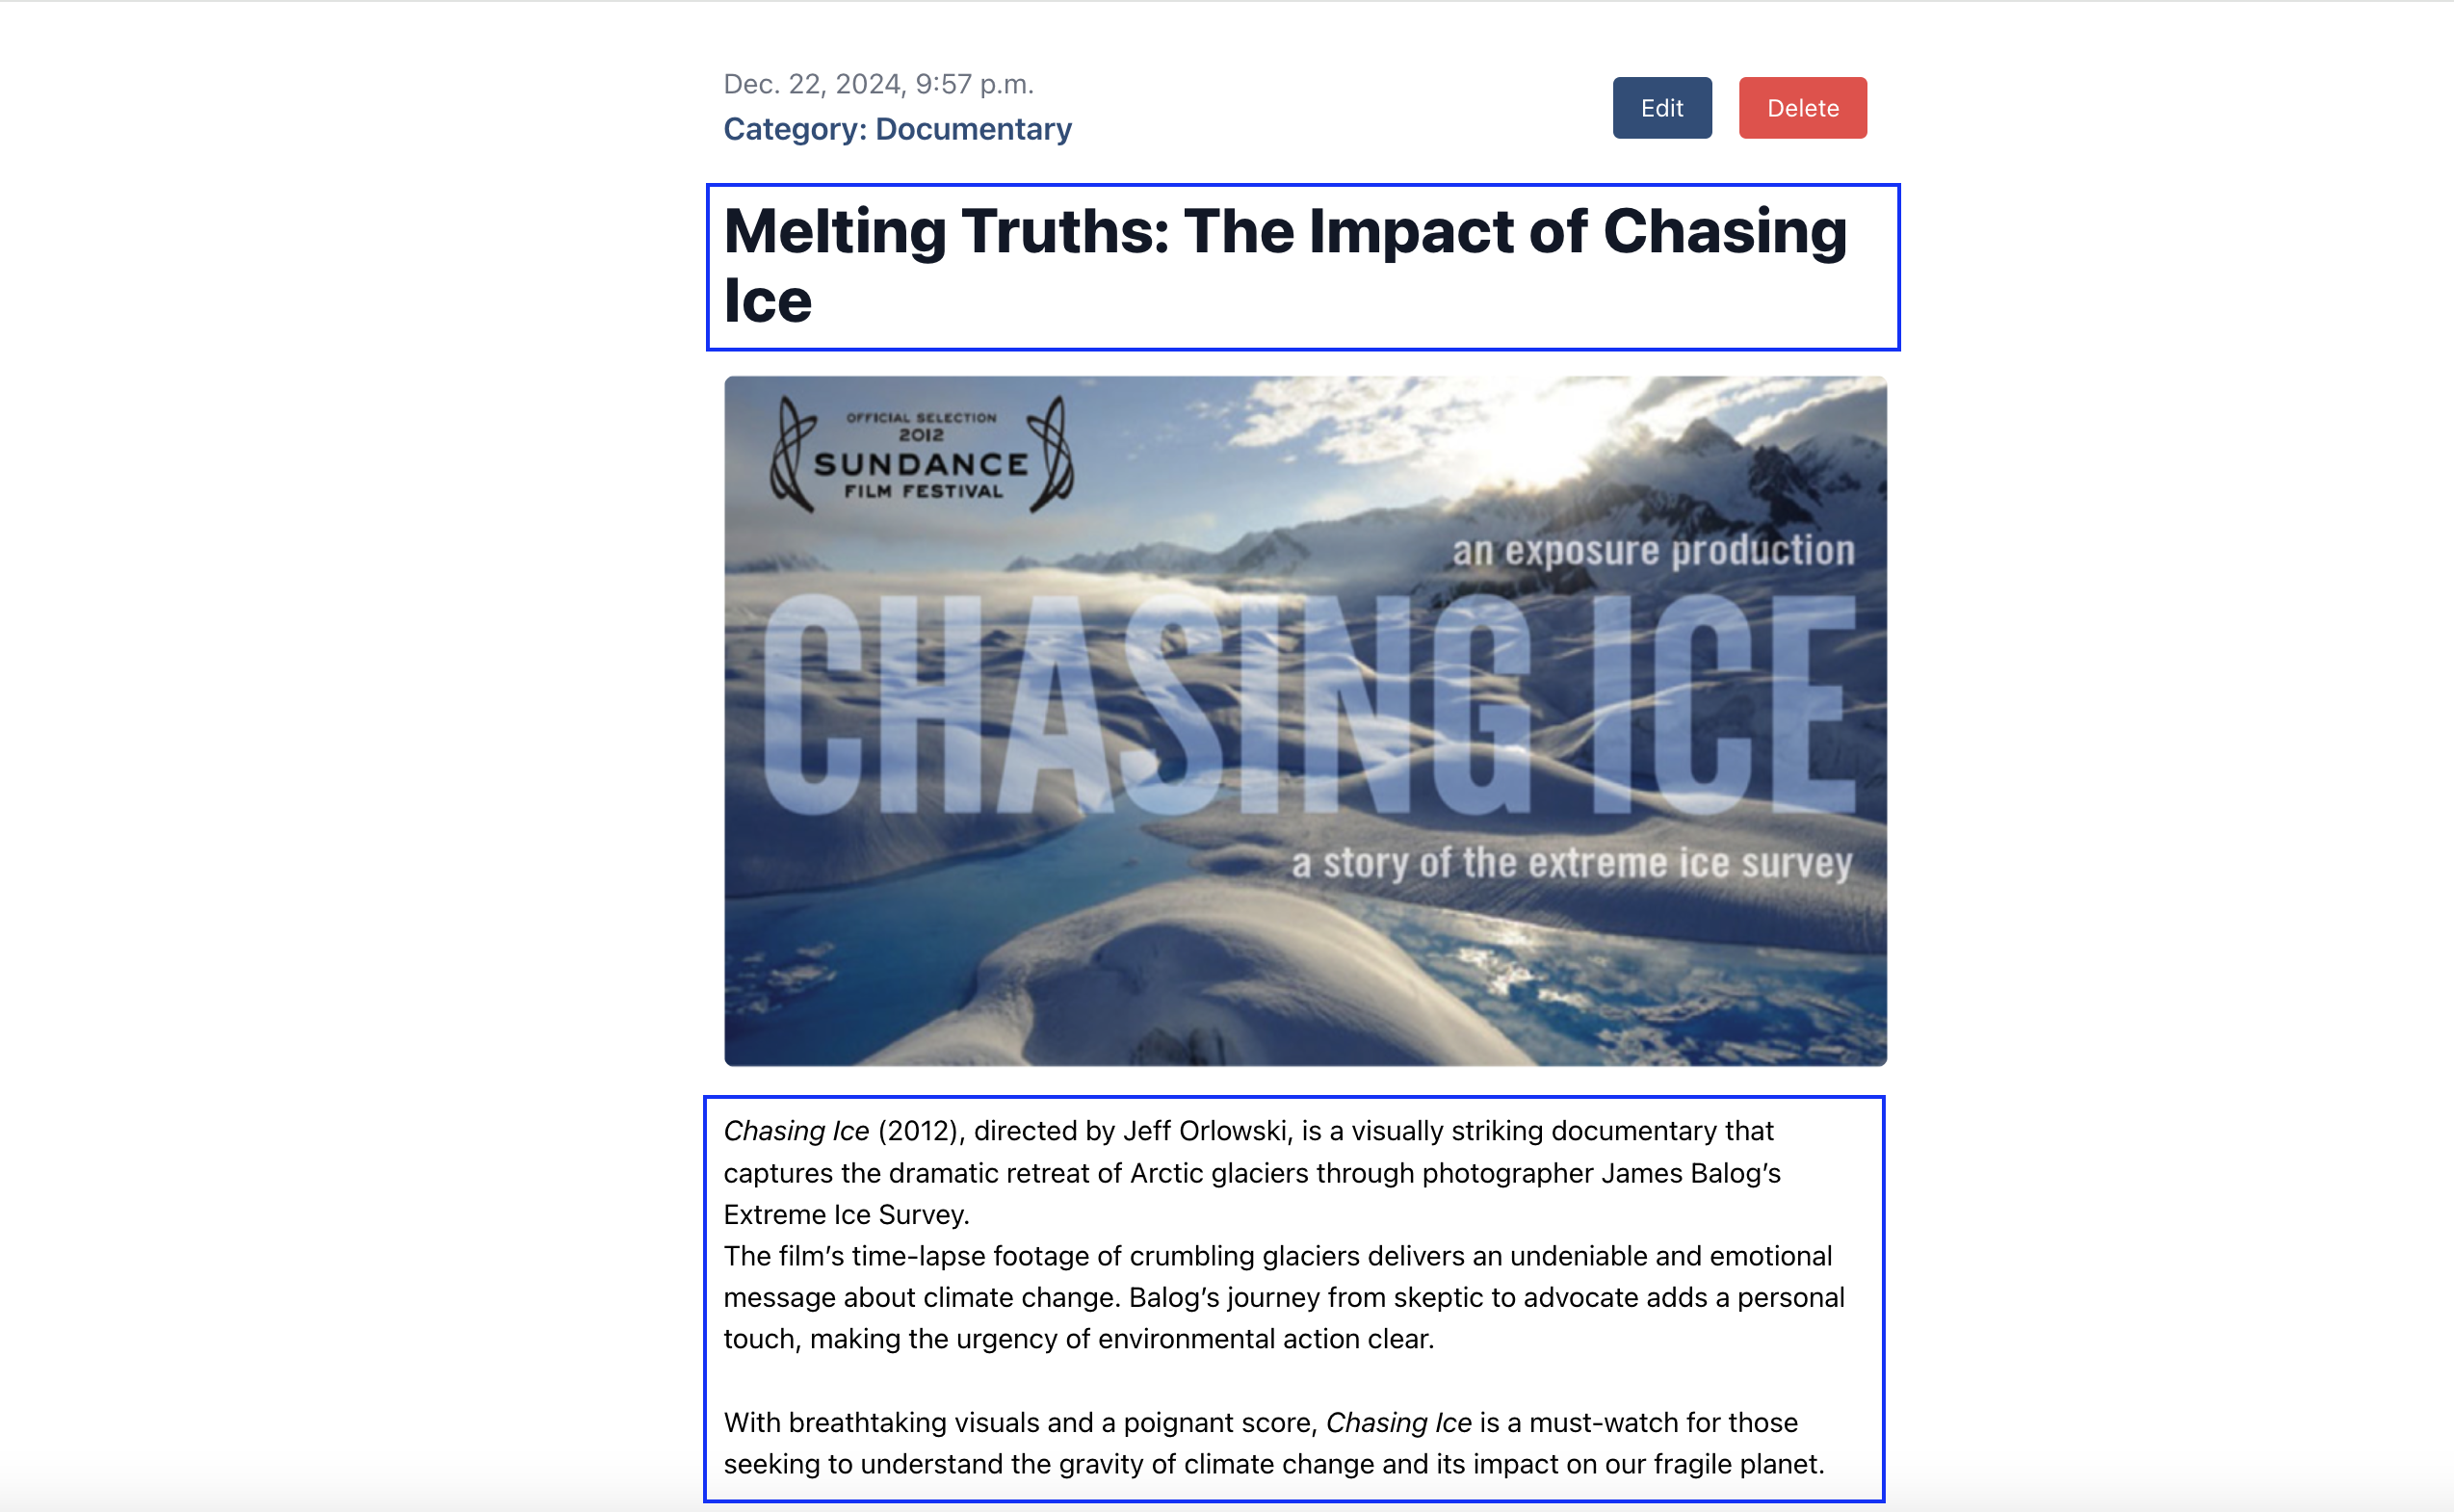 Dec. 22, 2024, 9:57 p.m.
Category: Documentary
Edit
Delete
Melting Truths: The Impact of Chasing
Ice
OFFICIAL SELECTION
2012
SUNDANCE
FILM FESTIVAL
an exposure production
CHASING ICE
a story of the extreme ice survey
Chasing Ice (2012), directed by Jeff Orlowski, is a visually striking documentary that
captures the dramatic retreat of Arctic glaciers through photographer James Balog’s
Extreme Ice Survey.
The film’s time-lapse footage of crumbling glaciers delivers an undeniable and emotional
message about climate change. Balog’s journey from skeptic to advocate adds a personal
touch, making the urgency of environmental action clear.
With breathtaking visuals and a poignant score, Chasing Ice is a must-watch for those
seeking to understand the gravity of climate change and its impact on our fragile planet.